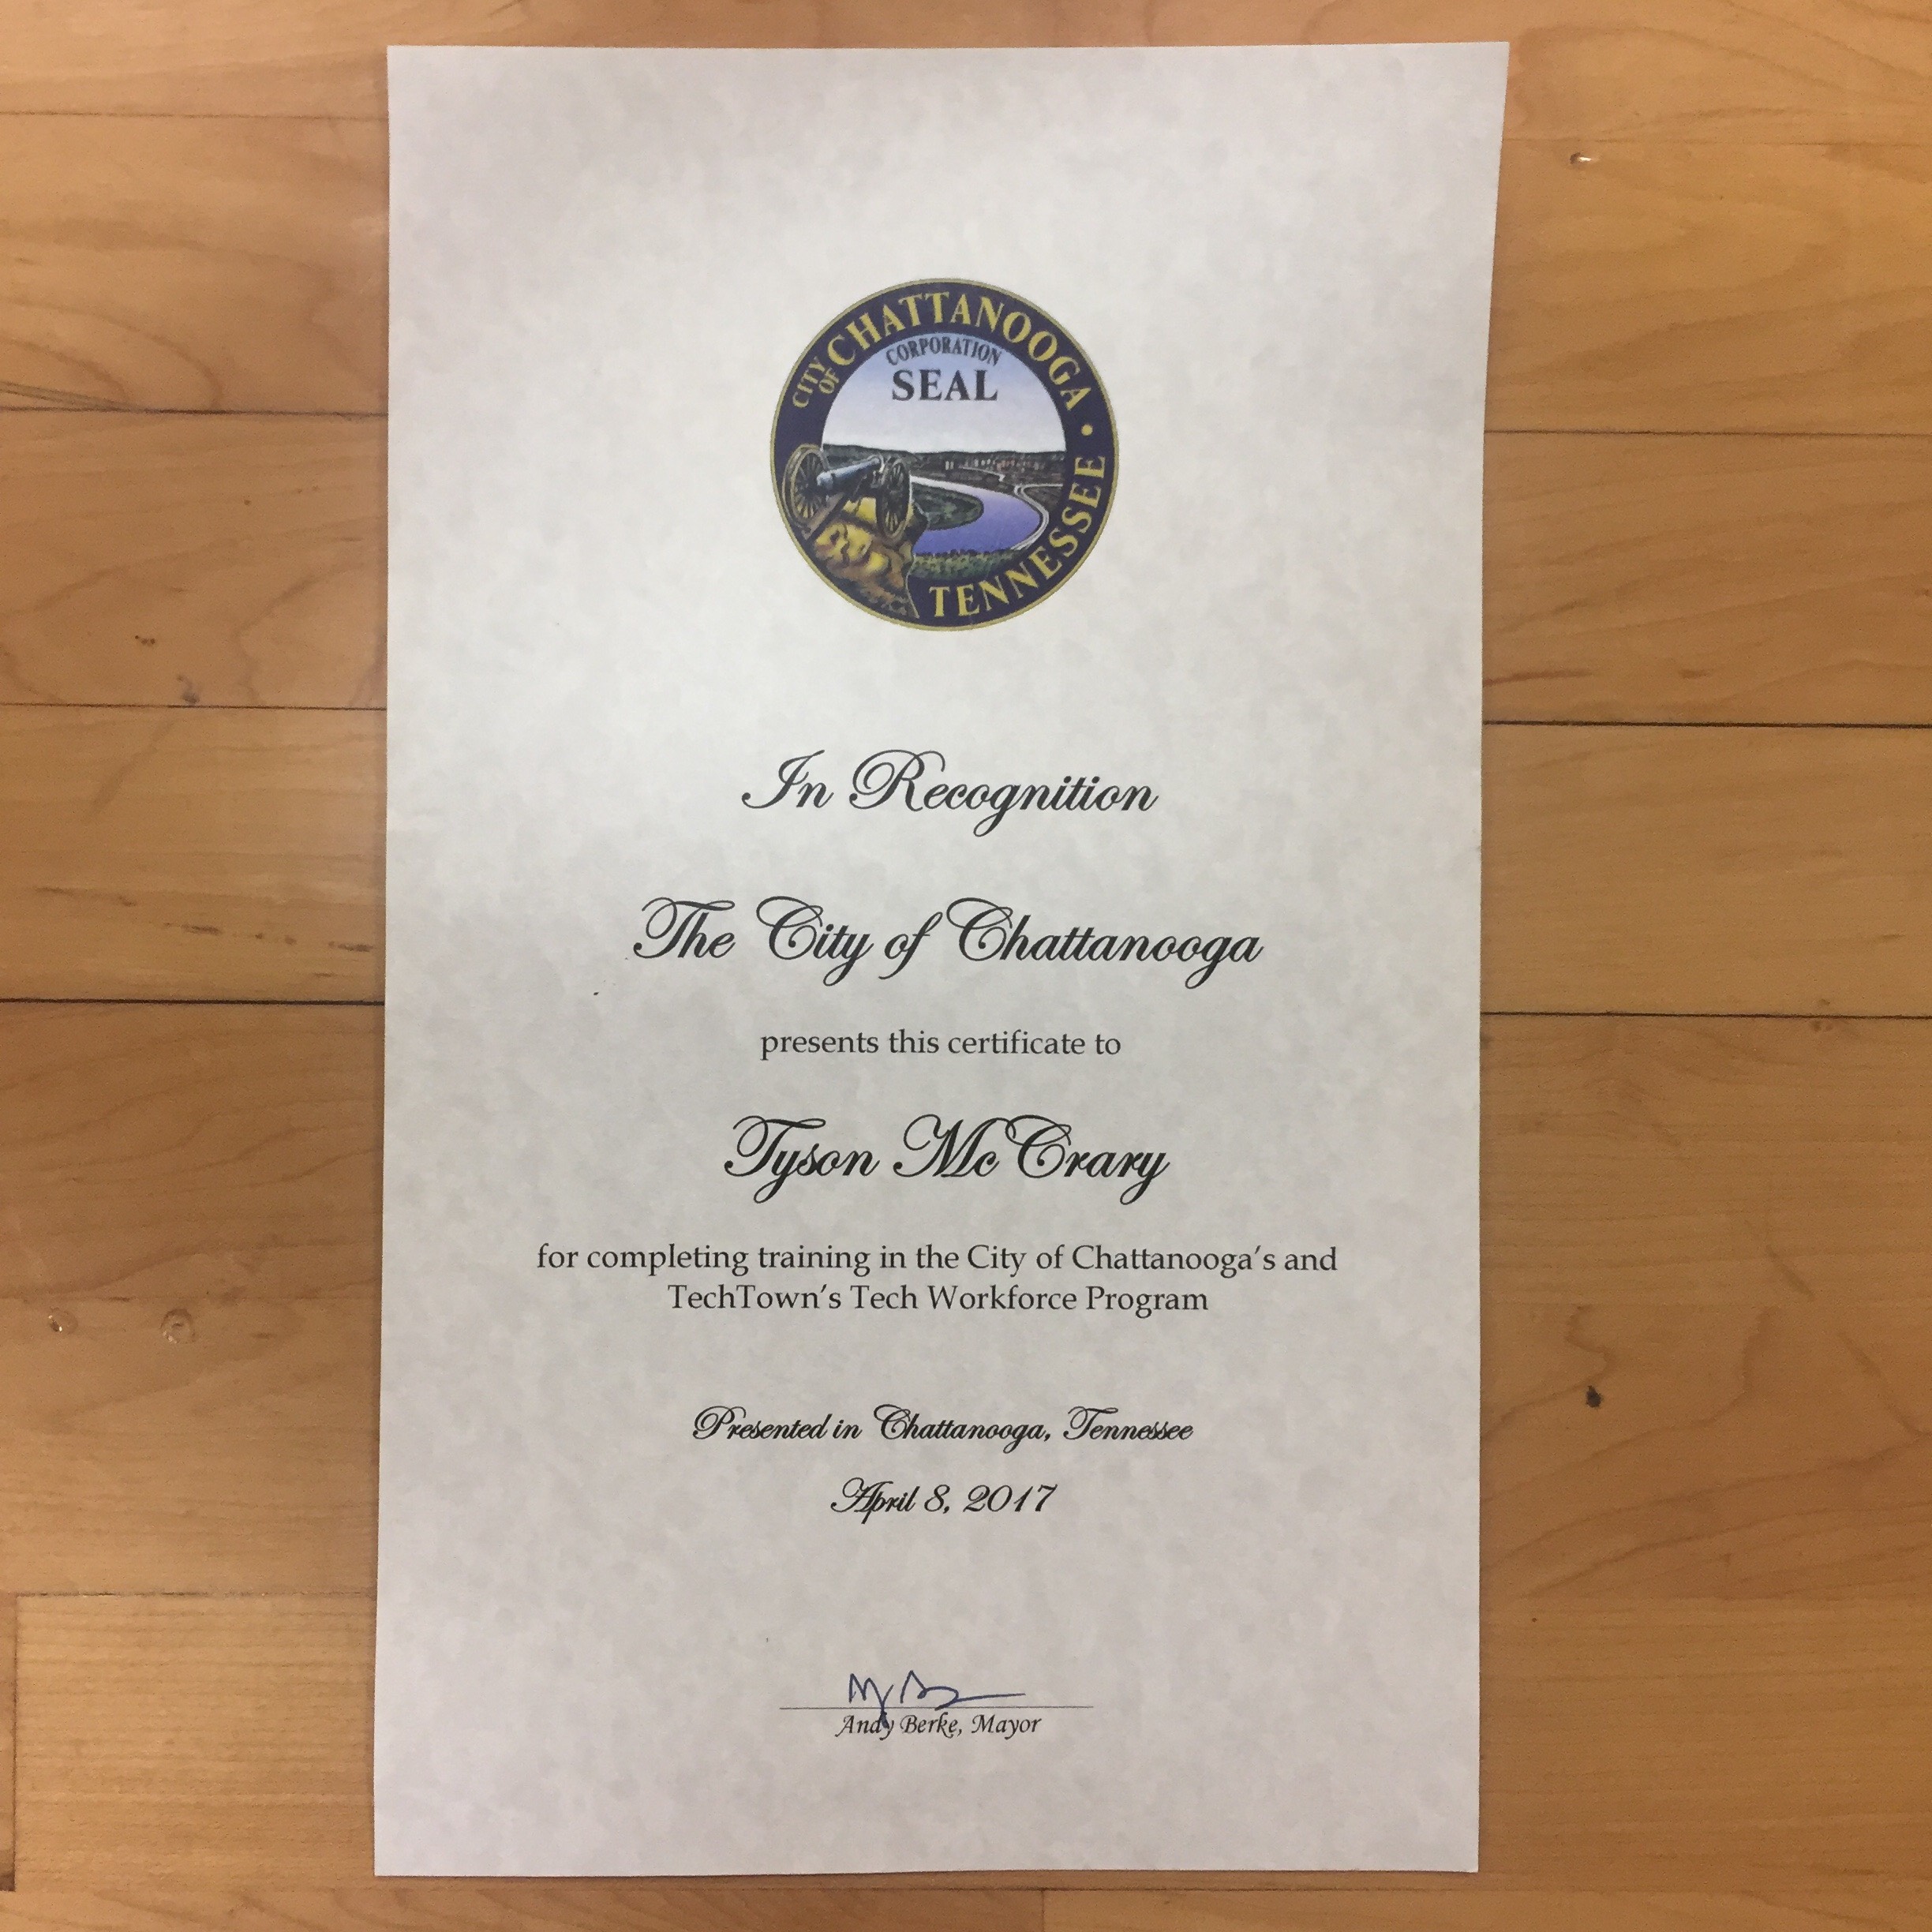 CITY OF CHATTANOOGA • TENNESSEE
CORPORATION
SEAL
In Recognition
The City of Chattanooga
presents this certificate to
Tyson McCrary
for completing training in the City of Chattanooga's and
TechTown's Tech Workforce Program
Presented in Chattanooga, Tennessee
April 8, 2017
Andy Berke, Mayor